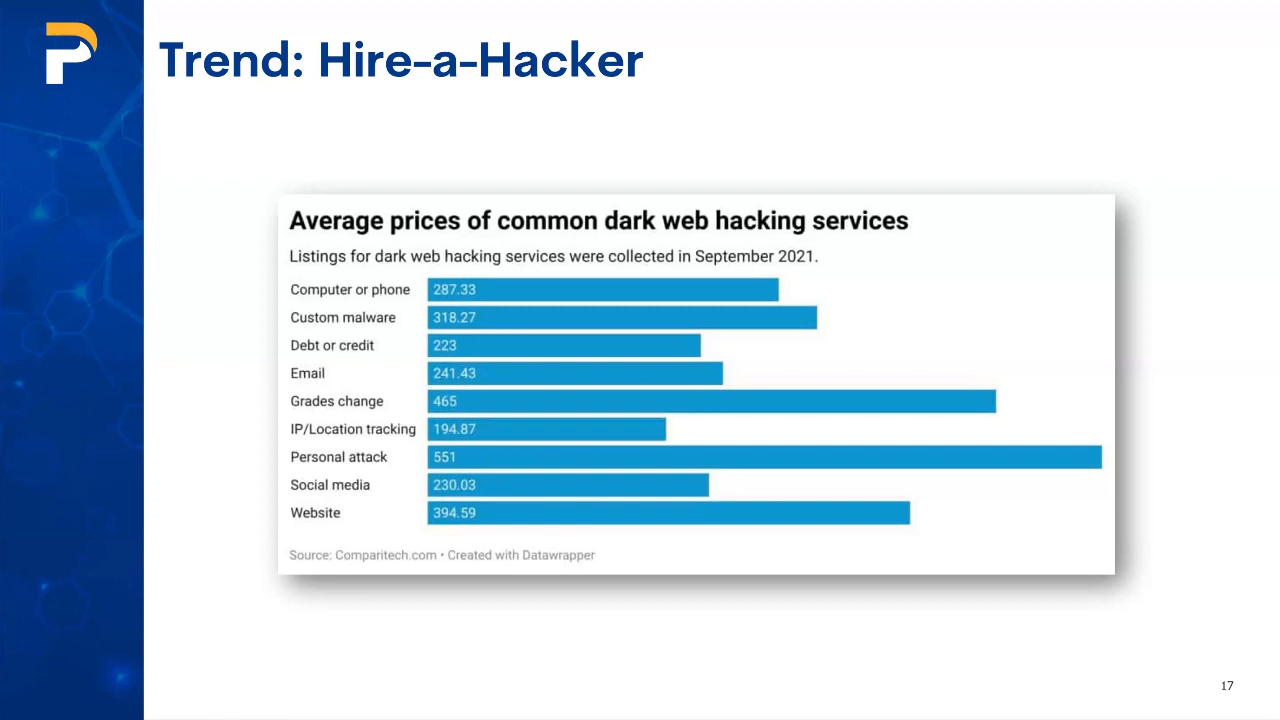 Trend: Hire-a-Hacker
Average prices of common dark web hacking services
Listings for dark web hacking services were collected in September 2021.
Computer or phone 287.33
Custom malware 318.27
Debt or credit 223
Email 241.43
Grades change 465
IP/Location tracking 194.87
Personal attack 551
Social media 230.03
Website 394.59
Source: Comparitech.com • Created with Datawrapper
17